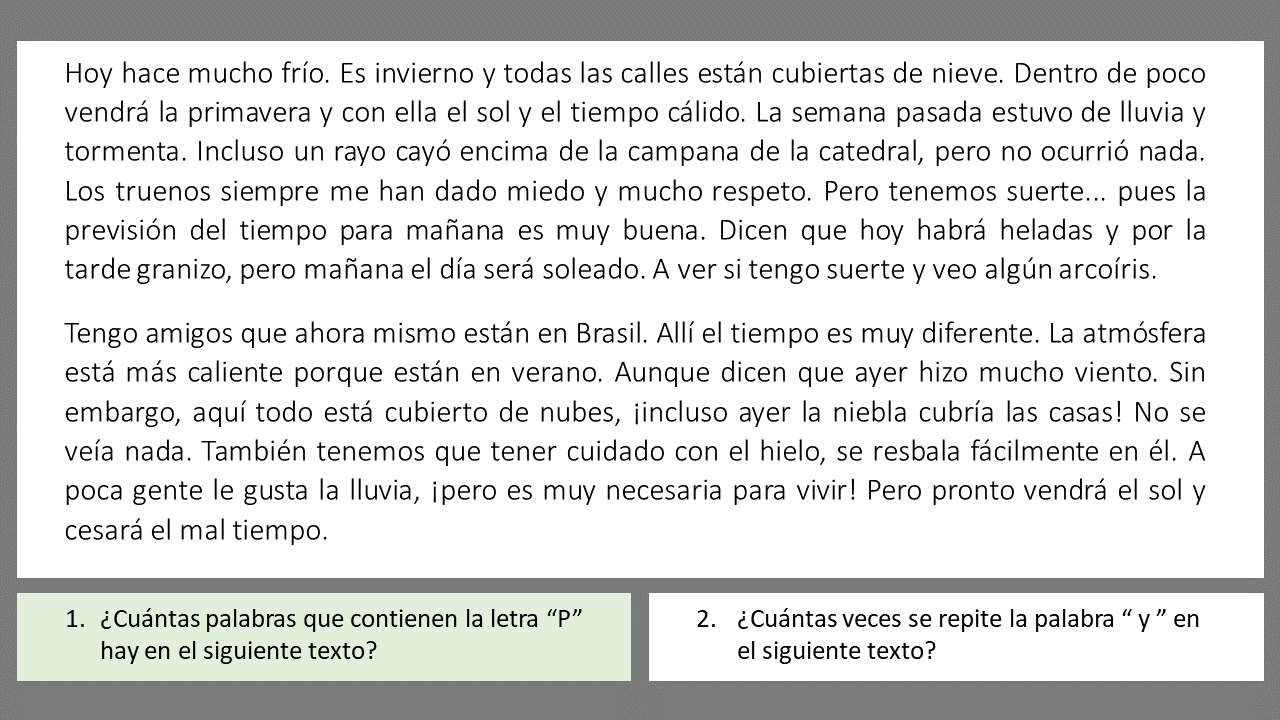 Hoy hace mucho frío. Es invierno y todas las calles están cubiertas de nieve. Dentro de poco
vendrá la primavera y con ella el sol y el tiempo cálido. La semana pasada estuvo de lluvia y
tormenta. Incluso un rayo cayó encima de la campana de la catedral, pero no ocurrió nada.
Los truenos siempre me han dado miedo y mucho respeto. Pero tenemos suerte... pues la
previsión del tiempo para mañana es muy buena. Dicen que hoy habrá heladas y por la
tarde granizo, pero mañana el día será soleado. A ver si tengo suerte y veo algún arcoíris.
Tengo amigos que ahora mismo están en Brasil. Allí el tiempo es muy diferente. La atmósfera
está más caliente porque están en verano. Aunque dicen que ayer hizo mucho viento. Sin
embargo, aquí todo está cubierto de nubes, ¡incluso ayer la niebla cubría las casas! No se
veía nada. También tenemos que tener cuidado con el hielo, se resbala fácilmente en él. A
poca gente le gusta la lluvia, ¡pero es muy necesaria para vivir! Pero pronto vendrá el sol y
cesará el mal tiempo.
1. ¿Cuántas palabras que contienen la letra “P”
hay en el siguiente texto?
2. ¿Cuántas veces se repite la palabra “ y ” en
el siguiente texto?